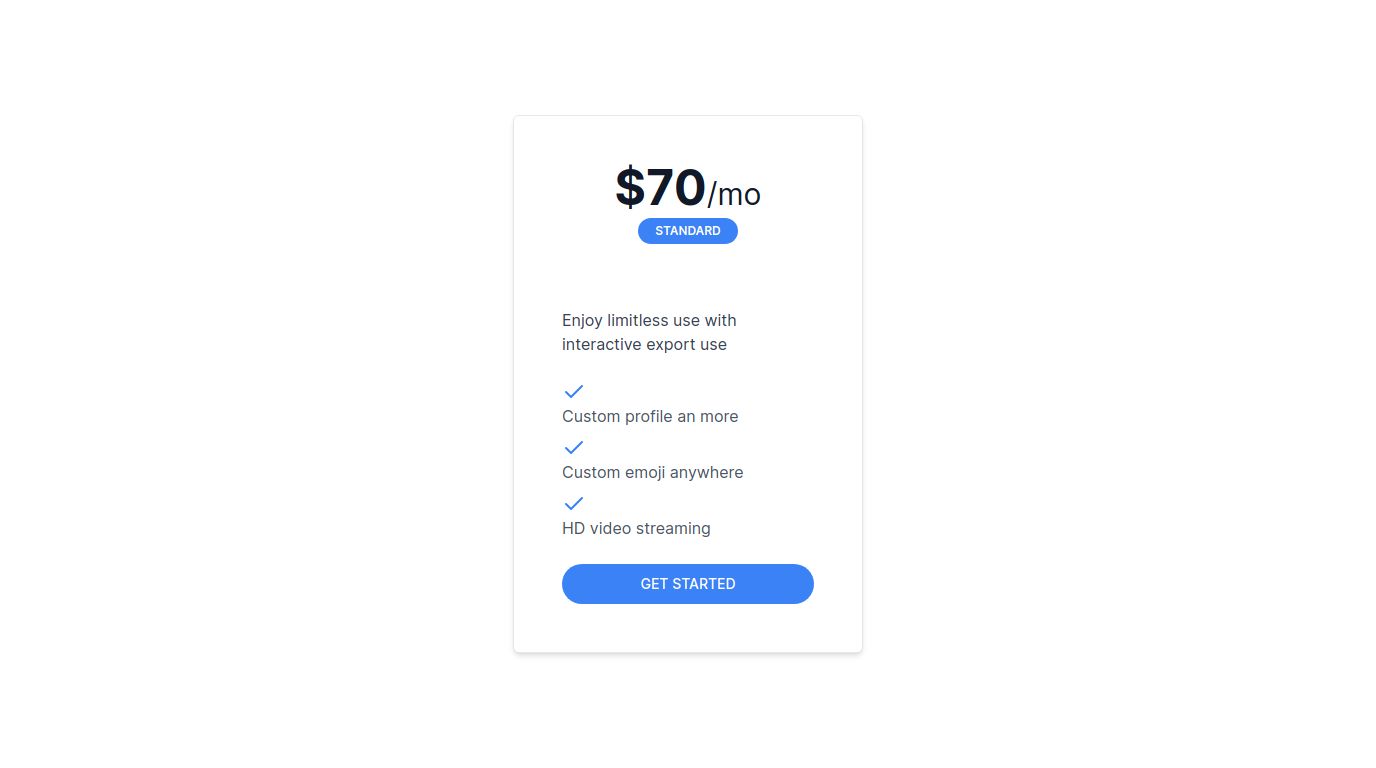 $70/mo
STANDARD
Enjoy limitless use with
interactive export use
Custom profile an more
Custom emoji anywhere
HD video streaming
GET STARTED